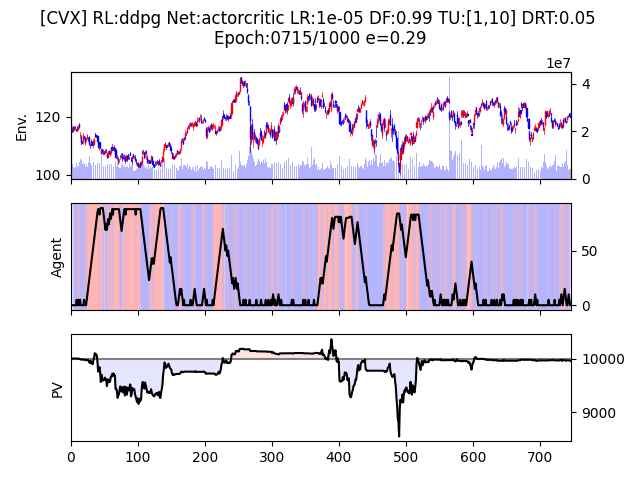 [CVX] RL:ddpg Net:actorcritic LR:1e-05 DF:0.99 TU:[1,10] DRT:0.05
Epoch:0715/1000 e=0.29
1e7
Env.
120
100
4
2
0
Agent
50
0
PV
10000
9000
0 100 200 300 400 500 600 700